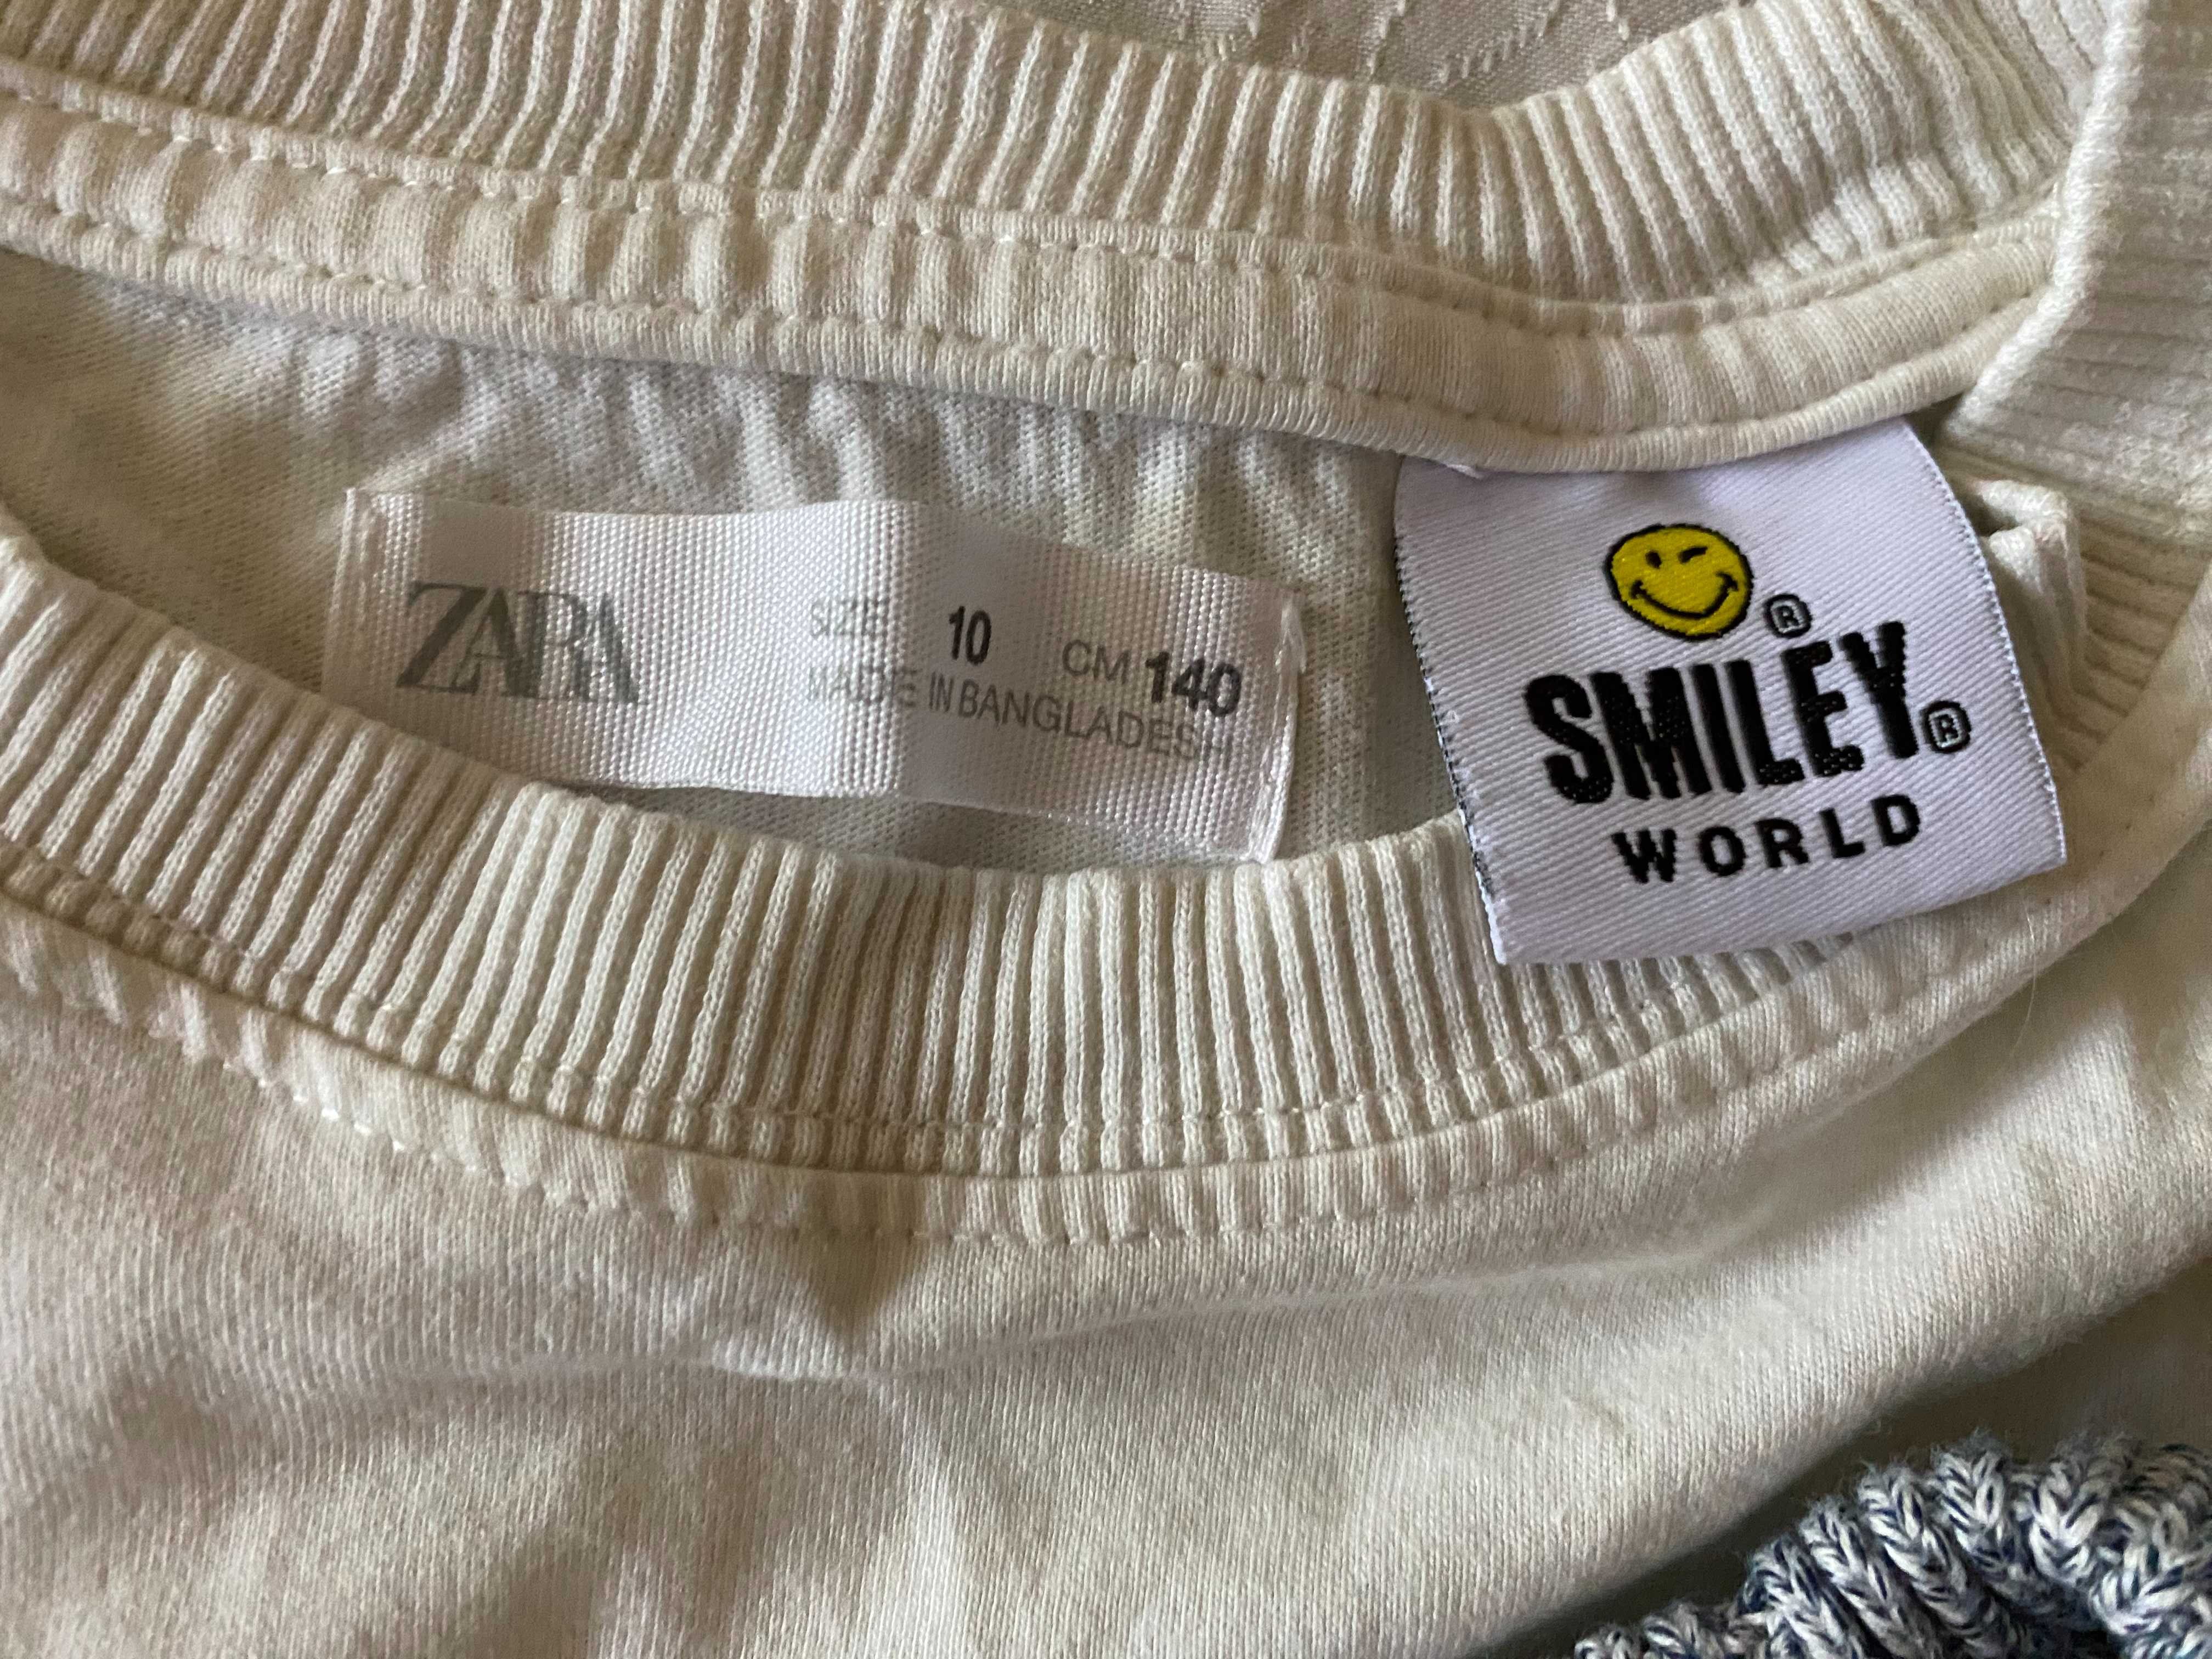 ZARA
SIZE 10 CM 140
MADE IN BANGLADESH
®
SMILEY®
WORLD